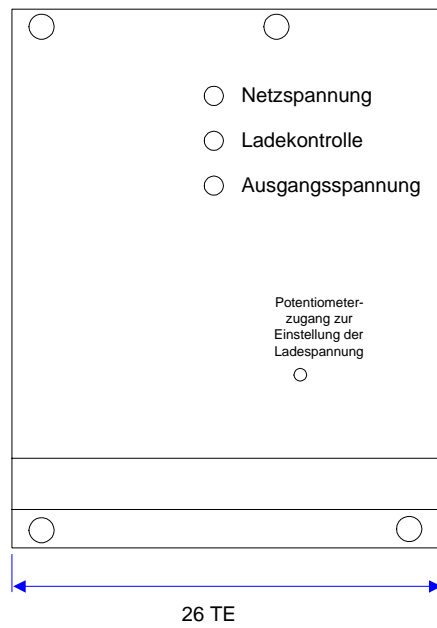 Netzspannung
Ladekontrolle
Ausgangsspannung
Potentiometer-
zugang zur
Einstellung der
Ladespannung
26 TE